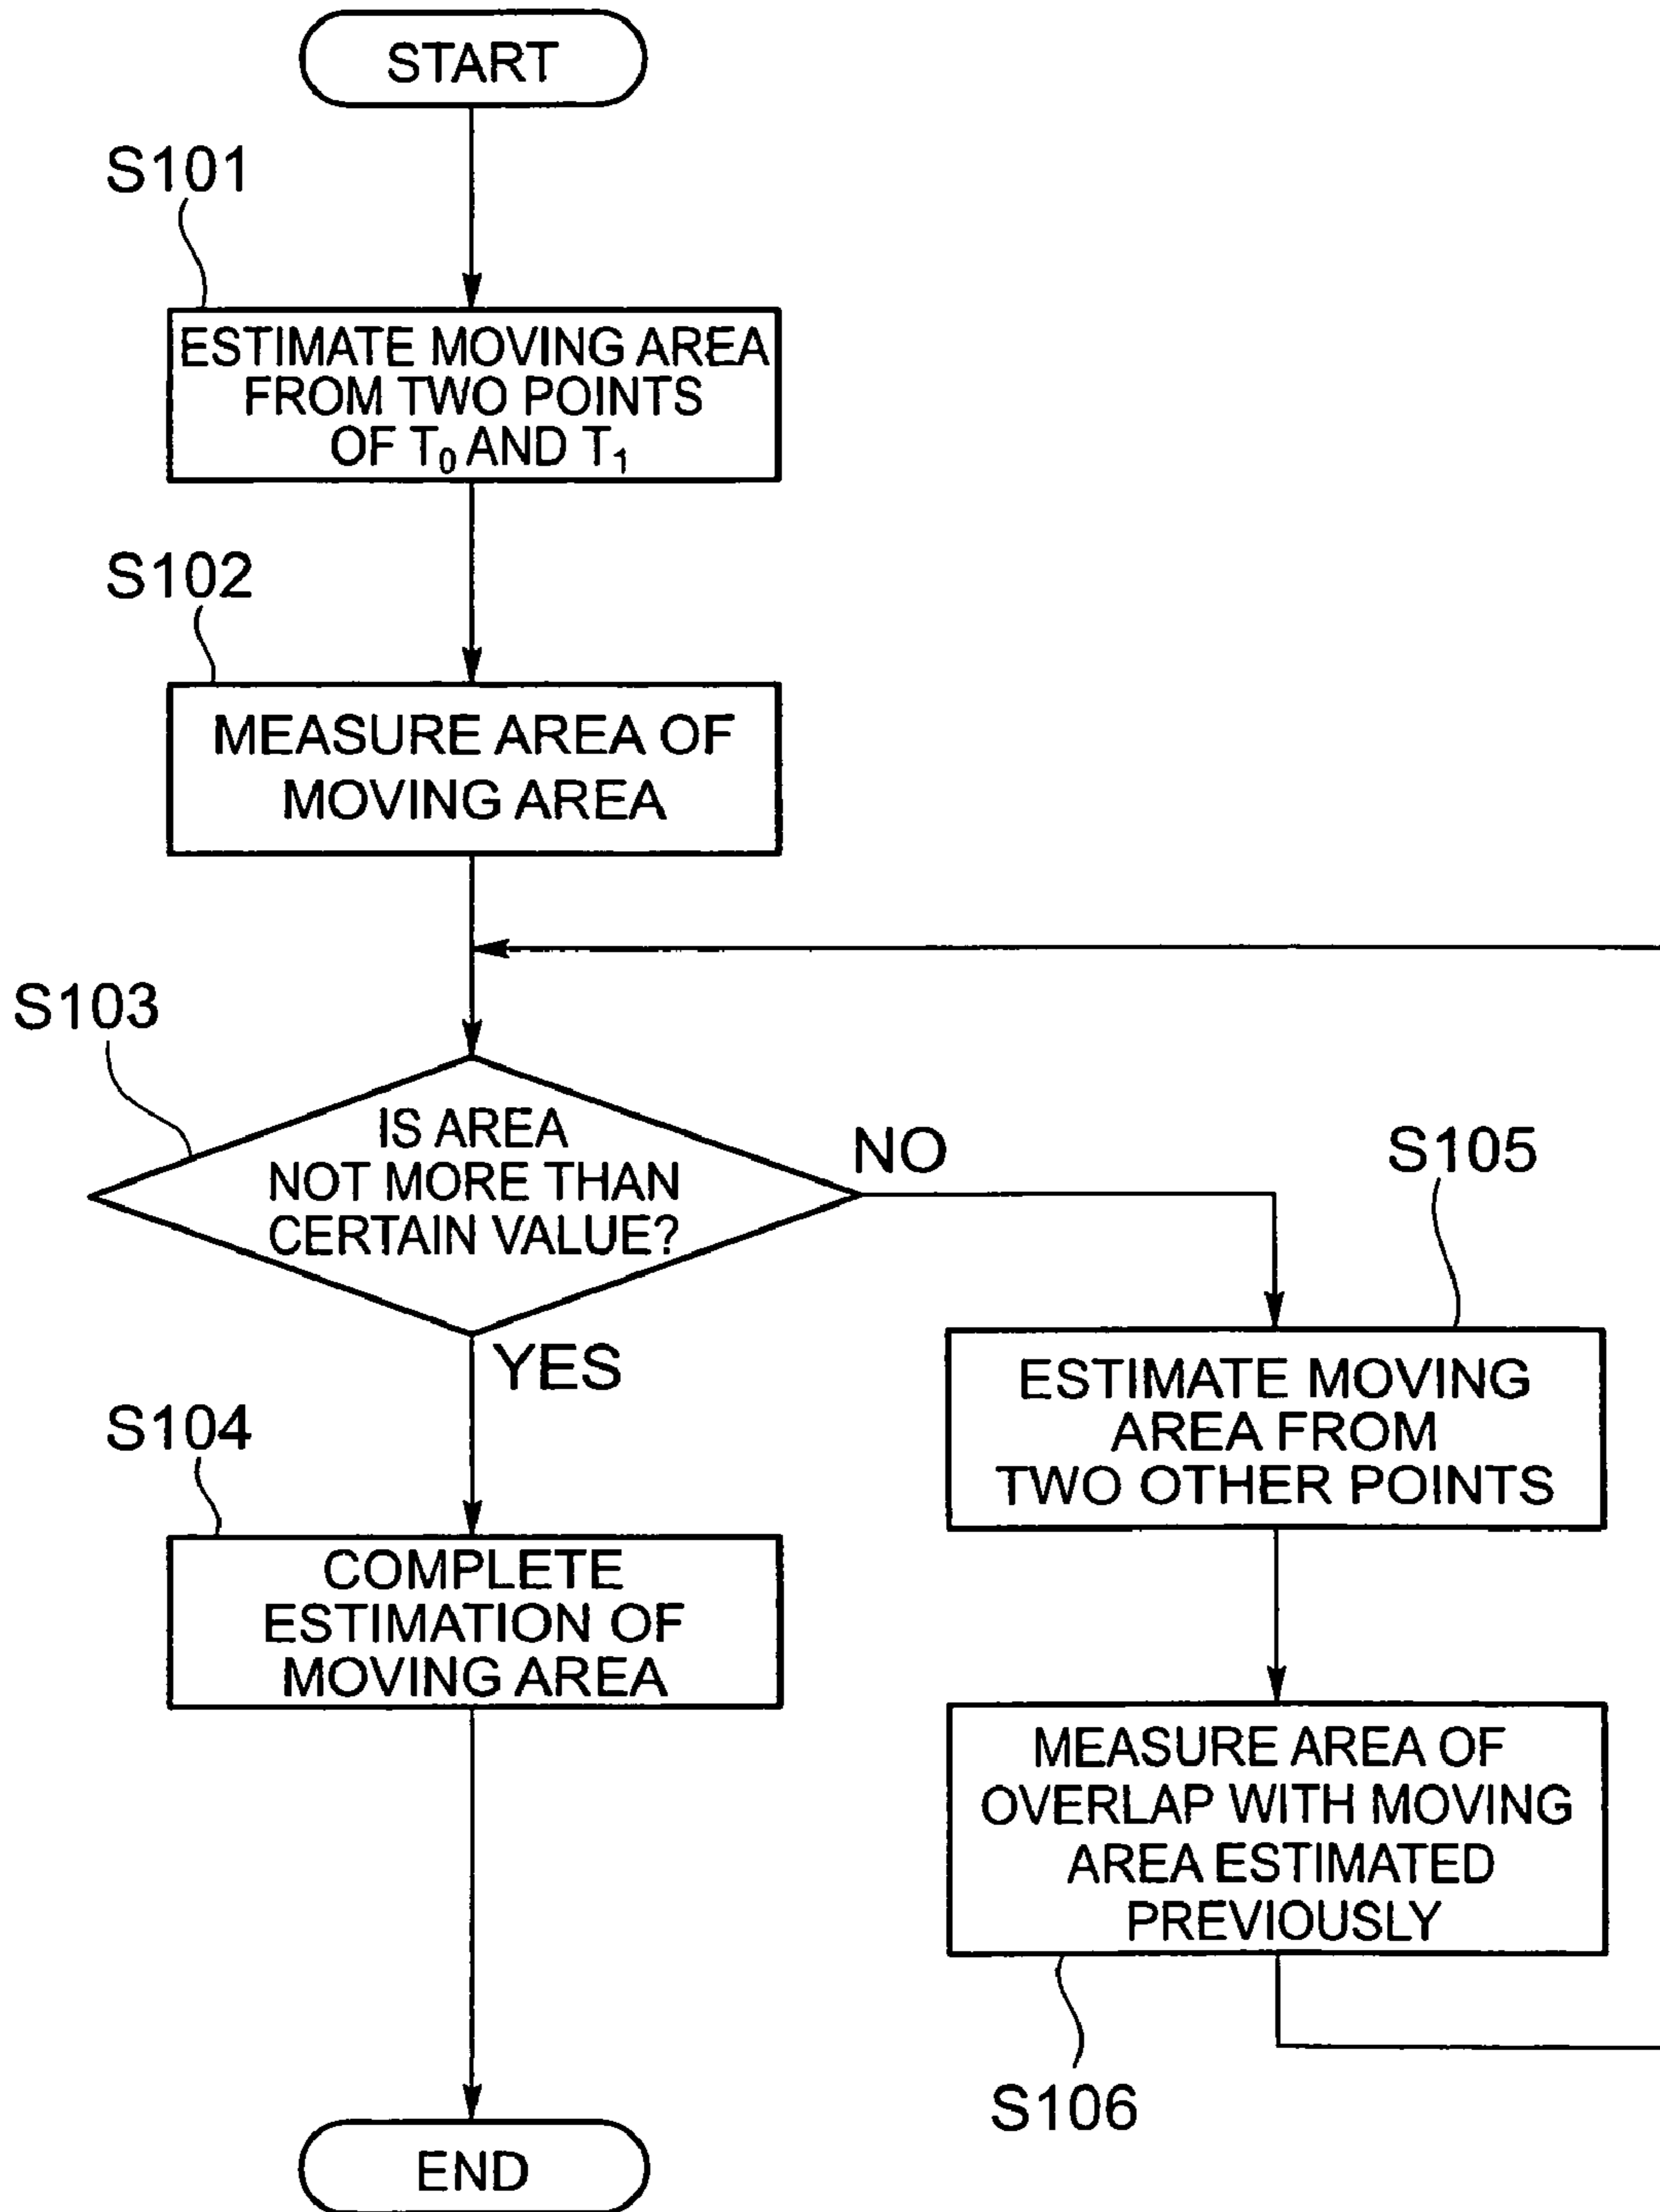 START
S101
ESTIMATE MOVING AREA
FROM TWO POINTS
OF T₀ AND T₁
S102
MEASURE AREA OF
MOVING AREA
S103
IS AREA
NOT MORE THAN
CERTAIN VALUE?
NO
YES
S104
COMPLETE
ESTIMATION OF
MOVING AREA
S105
ESTIMATE MOVING
AREA FROM
TWO OTHER POINTS
MEASURE AREA OF
OVERLAP WITH MOVING
AREA ESTIMATED
PREVIOUSLY
S106
END